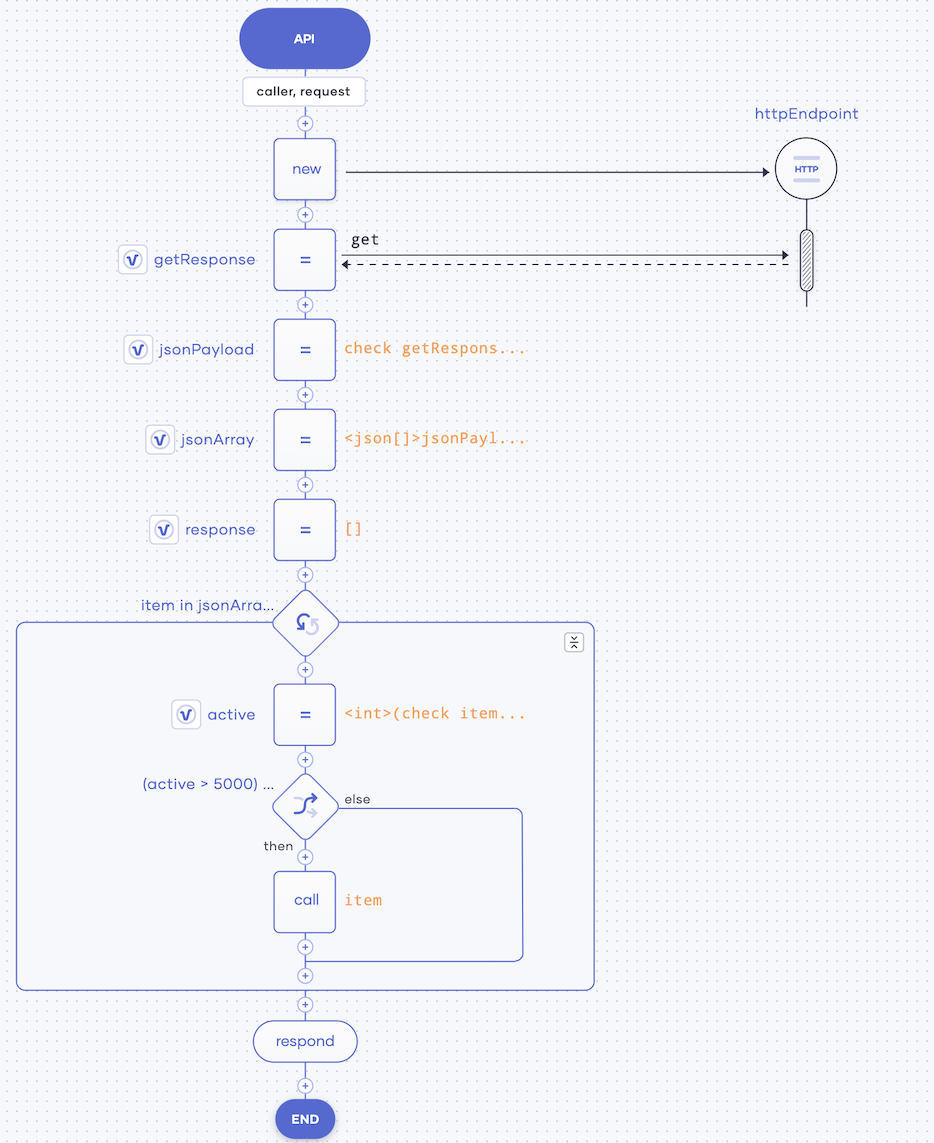 API
caller, request
httpEndpoint
new
HTTP
get
getResponse
=
jsonPayload
=
check getRespons...
jsonArray
=
<json[]>jsonPayl...
response
=
[]
item in jsonArra...
active
=
<int>(check item...
(active > 5000) ...
else
then
call
item
respond
END